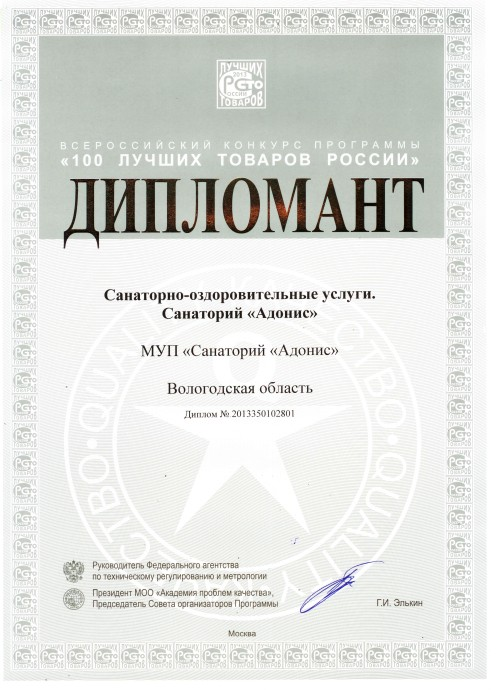 ЛУЧШИХ
2013
РОССИИ
ТОВАРОВ
ВСЕРОССИЙСКИЙ КОНКУРС ПРОГРАММЫ
«100 ЛУЧШИХ ТОВАРОВ РОССИИ»
ДИПЛОМАНТ
Санаторно-оздоровительные услуги.
Санаторий «Адонис»
МУП «Санаторий «Адонис»
Вологодская область
Диплом № 2013350102801
Руководитель Федерального агентства
по техническому регулированию и метрологии
Президент МОО «Академия проблем качества»,
Председатель Совета организаторов Программы
Г.И. Элькин
Москва